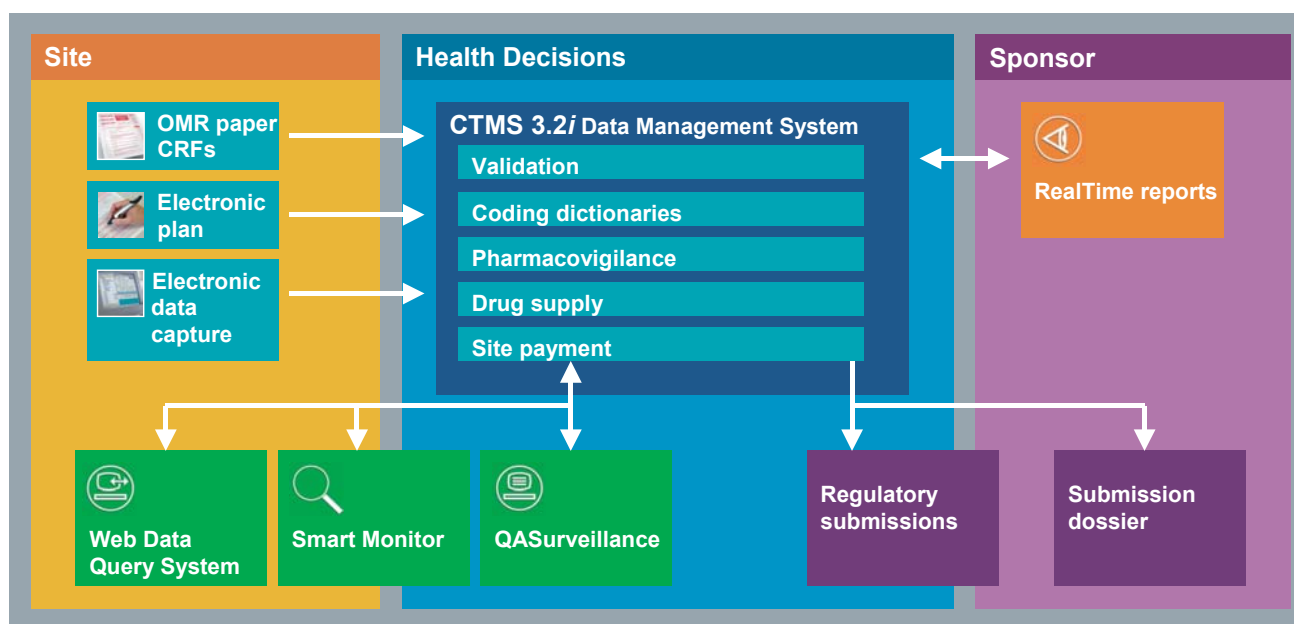 Site
Health Decisions
Sponsor
OMR paper
CRFs
Electronic
plan
Electronic
data
capture
CTMS 3.2i Data Management System
Validation
Coding dictionaries
Pharmacovigilance
Drug supply
Site payment
RealTime reports
Web Data
Query System
Smart Monitor
QASurveillance
Regulatory
submissions
Submission
dossier